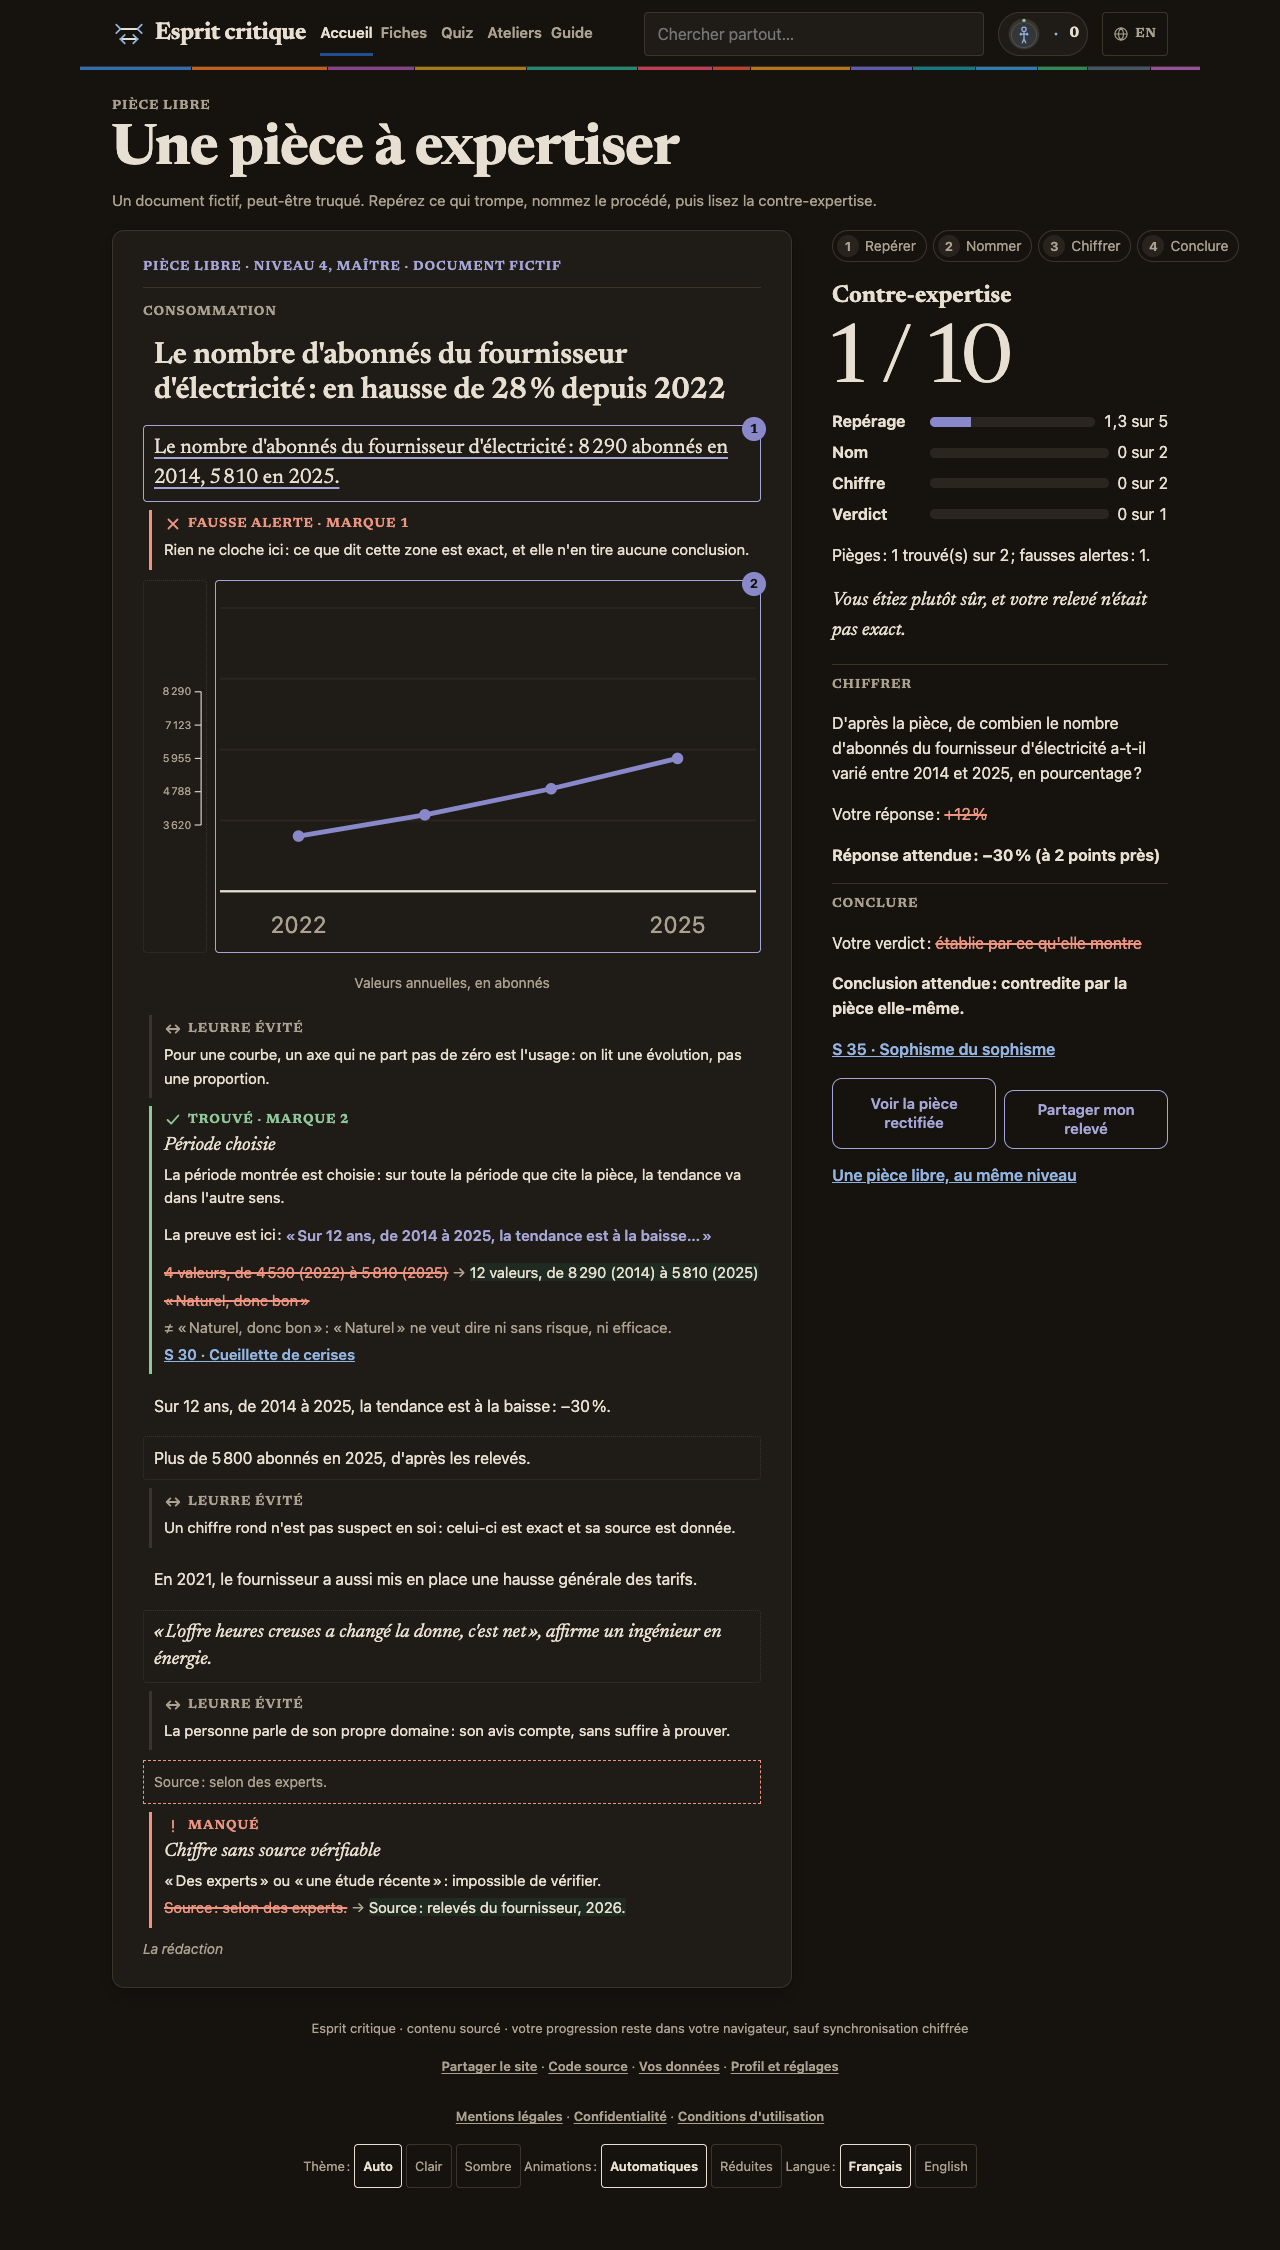 Esprit critique
Accueil Fiches Quiz Ateliers Guide
Chercher partout...
· 0
EN
PIÈCE LIBRE
Une pièce à expertiser
Un document fictif, peut-être truqué. Repérez ce qui trompe, nommez le procédé, puis lisez la contre-expertise.
PIÈCE LIBRE · NIVEAU 4, MAÎTRE · DOCUMENT FICTIF
CONSOMMATION
Le nombre d'abonnés du fournisseur
d'électricité : en hausse de 28 % depuis 2022
1
Le nombre d'abonnés du fournisseur d'électricité : 8 290 abonnés en
2014, 5 810 en 2025.
FAUSSE ALERTE · MARQUE 1
Rien ne cloche ici : ce que dit cette zone est exact, et elle n'en tire aucune conclusion.
2
8 290
7 123
5 955
4 788
3 620
2022 2025
Valeurs annuelles, en abonnés
LEURRE ÉVITÉ
Pour une courbe, un axe qui ne part pas de zéro est l'usage : on lit une évolution, pas
une proportion.
TROUVÉ · MARQUE 2
Période choisie
La période montrée est choisie : sur toute la période que cite la pièce, la tendance va
dans l'autre sens.
La preuve est ici : « Sur 12 ans, de 2014 à 2025, la tendance est à la baisse… »
4 valeurs, de 4 530 (2022) à 5 810 (2025) → 12 valeurs, de 8 290 (2014) à 5 810 (2025)
« Naturel, donc bon »
≠ « Naturel, donc bon » : « Naturel » ne veut dire ni sans risque, ni efficace.
S 30 · Cueillette de cerises
Sur 12 ans, de 2014 à 2025, la tendance est à la baisse : −30 %.
Plus de 5 800 abonnés en 2025, d'après les relevés.
LEURRE ÉVITÉ
Un chiffre rond n'est pas suspect en soi : celui-ci est exact et sa source est donnée.
En 2021, le fournisseur a aussi mis en place une hausse générale des tarifs.
« L'offre heures creuses a changé la donne, c'est net », affirme un ingénieur en
énergie.
LEURRE ÉVITÉ
La personne parle de son propre domaine : son avis compte, sans suffire à prouver.
Source : selon des experts.
! MANQUÉ
Chiffre sans source vérifiable
« Des experts » ou « une étude récente » : impossible de vérifier.
Source : selon des experts. → Source : relevés du fournisseur, 2026.
La rédaction
1 Repérer 2 Nommer 3 Chiffrer 4 Conclure
Contre-expertise
1 / 10
Repérage 1,3 sur 5
Nom 0 sur 2
Chiffre 0 sur 2
Verdict 0 sur 1
Pièges : 1 trouvé(s) sur 2 ; fausses alertes : 1.
Vous étiez plutôt sûr, et votre relevé n'était
pas exact.
CHIFFRER
D'après la pièce, de combien le nombre
d'abonnés du fournisseur d'électricité a-t-il
varié entre 2014 et 2025, en pourcentage ?
Votre réponse : +12 %
Réponse attendue : −30 % (à 2 points près)
CONCLURE
Votre verdict : établie par ce qu'elle montre
Conclusion attendue : contredite par la
pièce elle-même.
S 35 · Sophisme du sophisme
Voir la pièce
rectifiée
Partager mon
relevé
Une pièce libre, au même niveau
Esprit critique · contenu sourcé · votre progression reste dans votre navigateur, sauf synchronisation chiffrée
Partager le site · Code source · Vos données · Profil et réglages
Mentions légales · Confidentialité · Conditions d'utilisation
Thème : Auto Clair Sombre Animations : Automatiques Réduites Langue : Français English